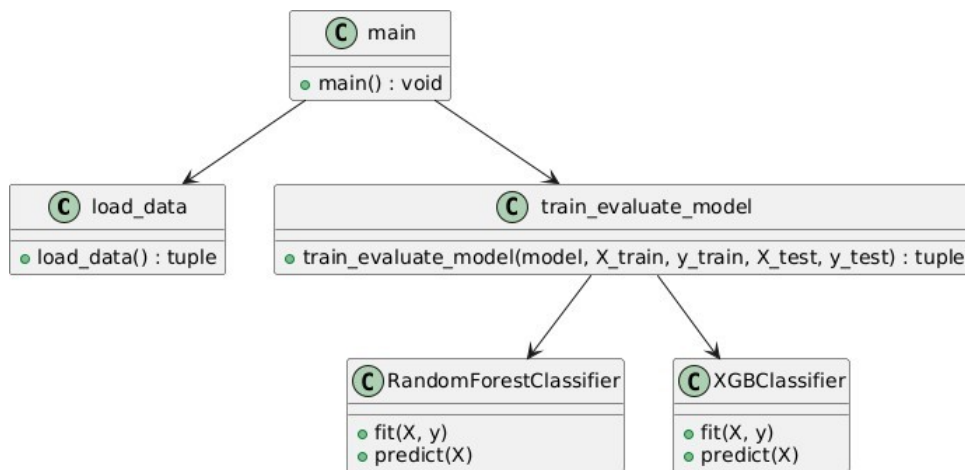 C main
+ main() : void
C load_data
+ load_data() : tuple
C train_evaluate_model
+ train_evaluate_model(model, X_train, y_train, X_test, y_test) : tuple
C RandomForestClassifier
fit(X, y)
predict(X)
C XGBClassifier
fit(X, y)
predict(X)